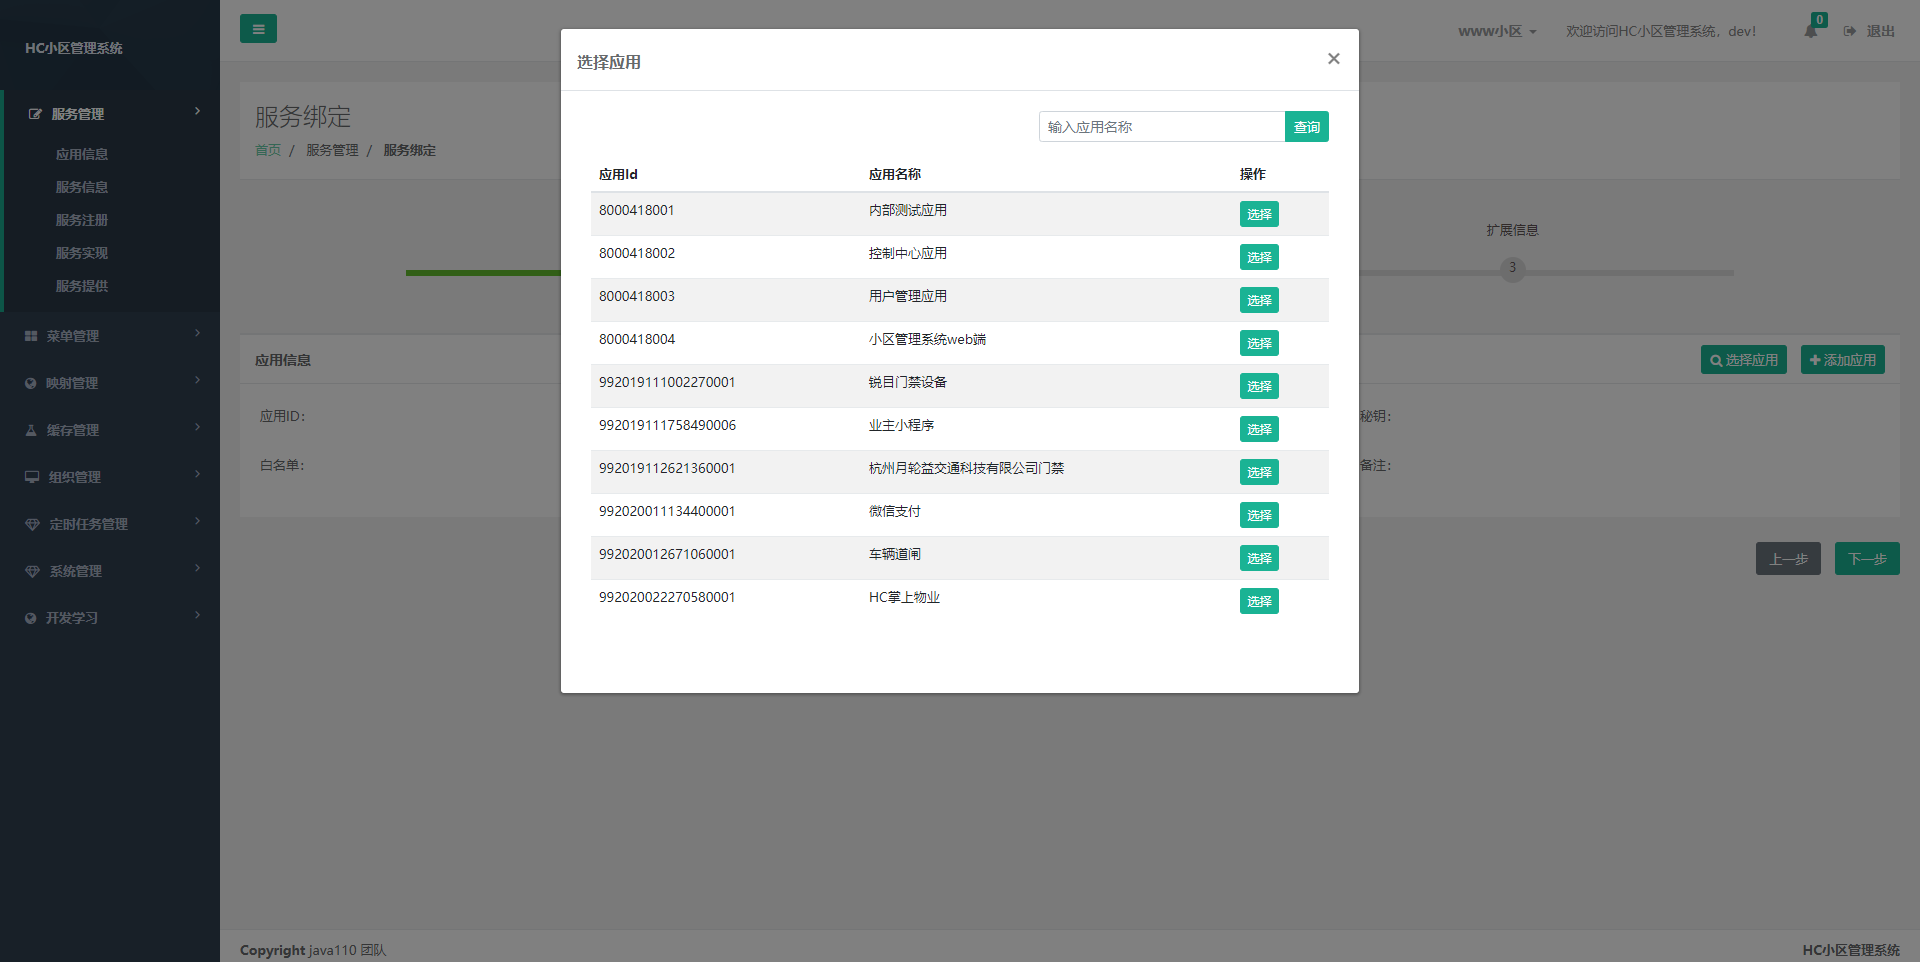 HC小区管理系统
服务管理
应用信息
服务信息
服务注册
服务实现
服务提供
菜单管理
映射管理
缓存管理
组织管理
定时任务管理
系统管理
开发学习
www小区
欢迎访问HC小区管理系统，dev!
0
退出
服务绑定
首页 / 服务管理 / 服务绑定
扩展信息
3
应用信息
选择应用
添加应用
应用ID:
秘钥:
白名单:
备注:
上一步
下一步
选择应用
×
输入应用名称
查询
应用Id 应用名称 操作
8000418001 内部测试应用 选择
8000418002 控制中心应用 选择
8000418003 用户管理应用 选择
8000418004 小区管理系统web端 选择
992019111002270001 锐目门禁设备 选择
992019111758490006 业主小程序 选择
992019112621360001 杭州月轮益交通科技有限公司门禁 选择
992020011134400001 微信支付 选择
992020012671060001 车辆道闸 选择
992020022270580001 HC掌上物业 选择
Copyright java110 团队
HC小区管理系统